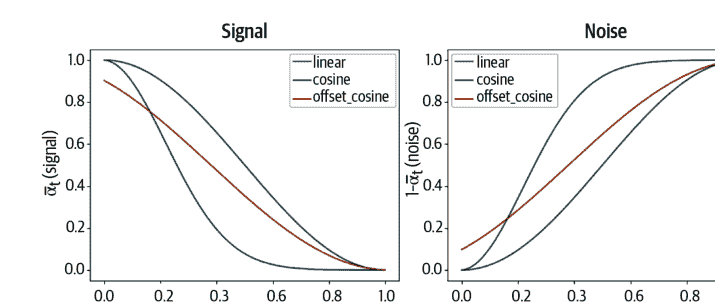 Signal
1.0
0.8
0.6
0.4
0.2
0.0
ᾱt (signal)
linear
cosine
offset_cosine
0.0 0.2 0.3 0.6 0.8 1.0
Noise
1.0
0.8
0.6
0.4
0.2
0.0
1-ᾱt (noise)
linear
cosine
offset_cosine
0.0 0.2 0.3 0.6 0.8